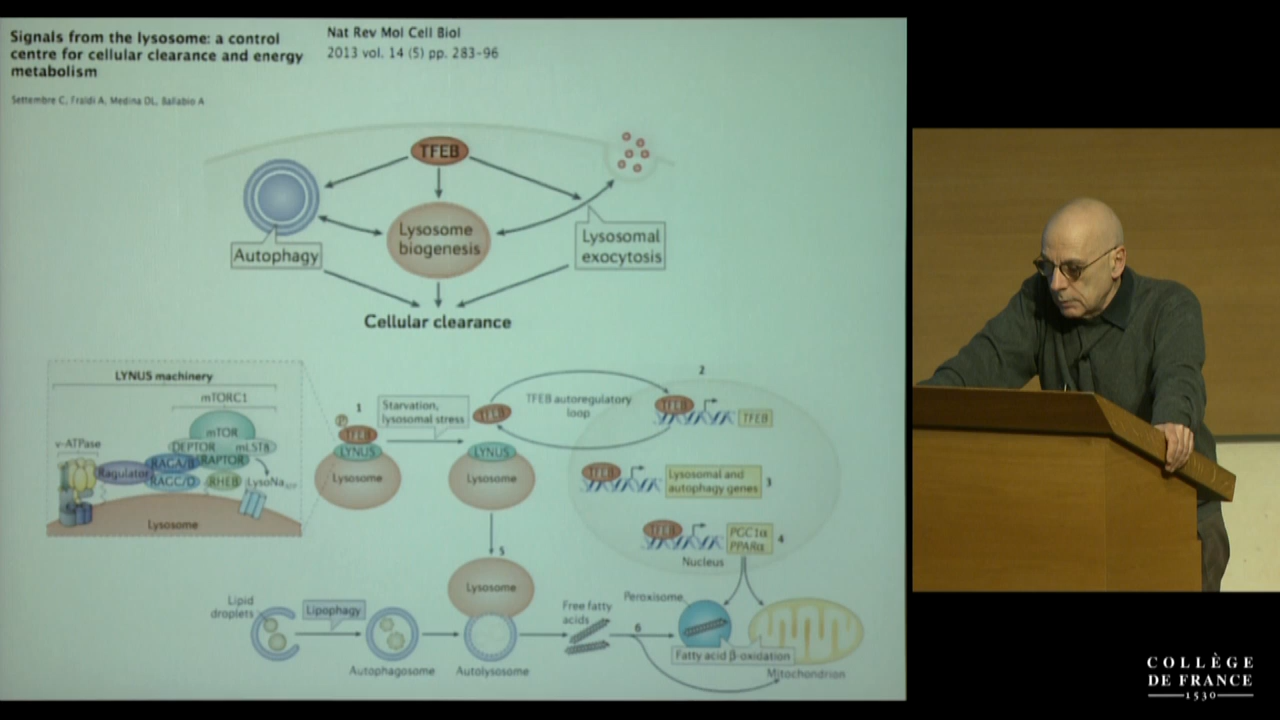 Signals from the lysosome: a control
centre for cellular clearance and energy
metabolism
Nat Rev Mol Cell Biol
2013 vol. 14 (5) pp. 283-96
Settembre C, Fraldi A, Medina DL, Ballabio A
TFEB
Autophagy
Lysosome
biogenesis
Lysosomal
exocytosis
Cellular clearance
LYNUS machinery
mTORC1
mTOR
DEPTOR
mLST8
v-ATPase
Ragulator
RAGA/B
RAPTOR
RAGC/D
RHEB
Lysosome
1
P
TFEB
LYNUS
Lysosome
Starvation,
lysosomal stress
TFEB
LYNUS
Lysosome
TFEB autoregulatory
loop
2
TFEB
TFEB
TFEB
Lysosomal and
autophagy genes
3
TFEB
PGC1α
PPARα
4
Nucleus
5
Lysosome
Lipid
droplets
Lipophagy
Autophagosome
Autolysosome
Free fatty
acids
6
Peroxisome
Fatty acid β-oxidation
Mitochondrion
COLLÈGE
DE FRANCE
1530